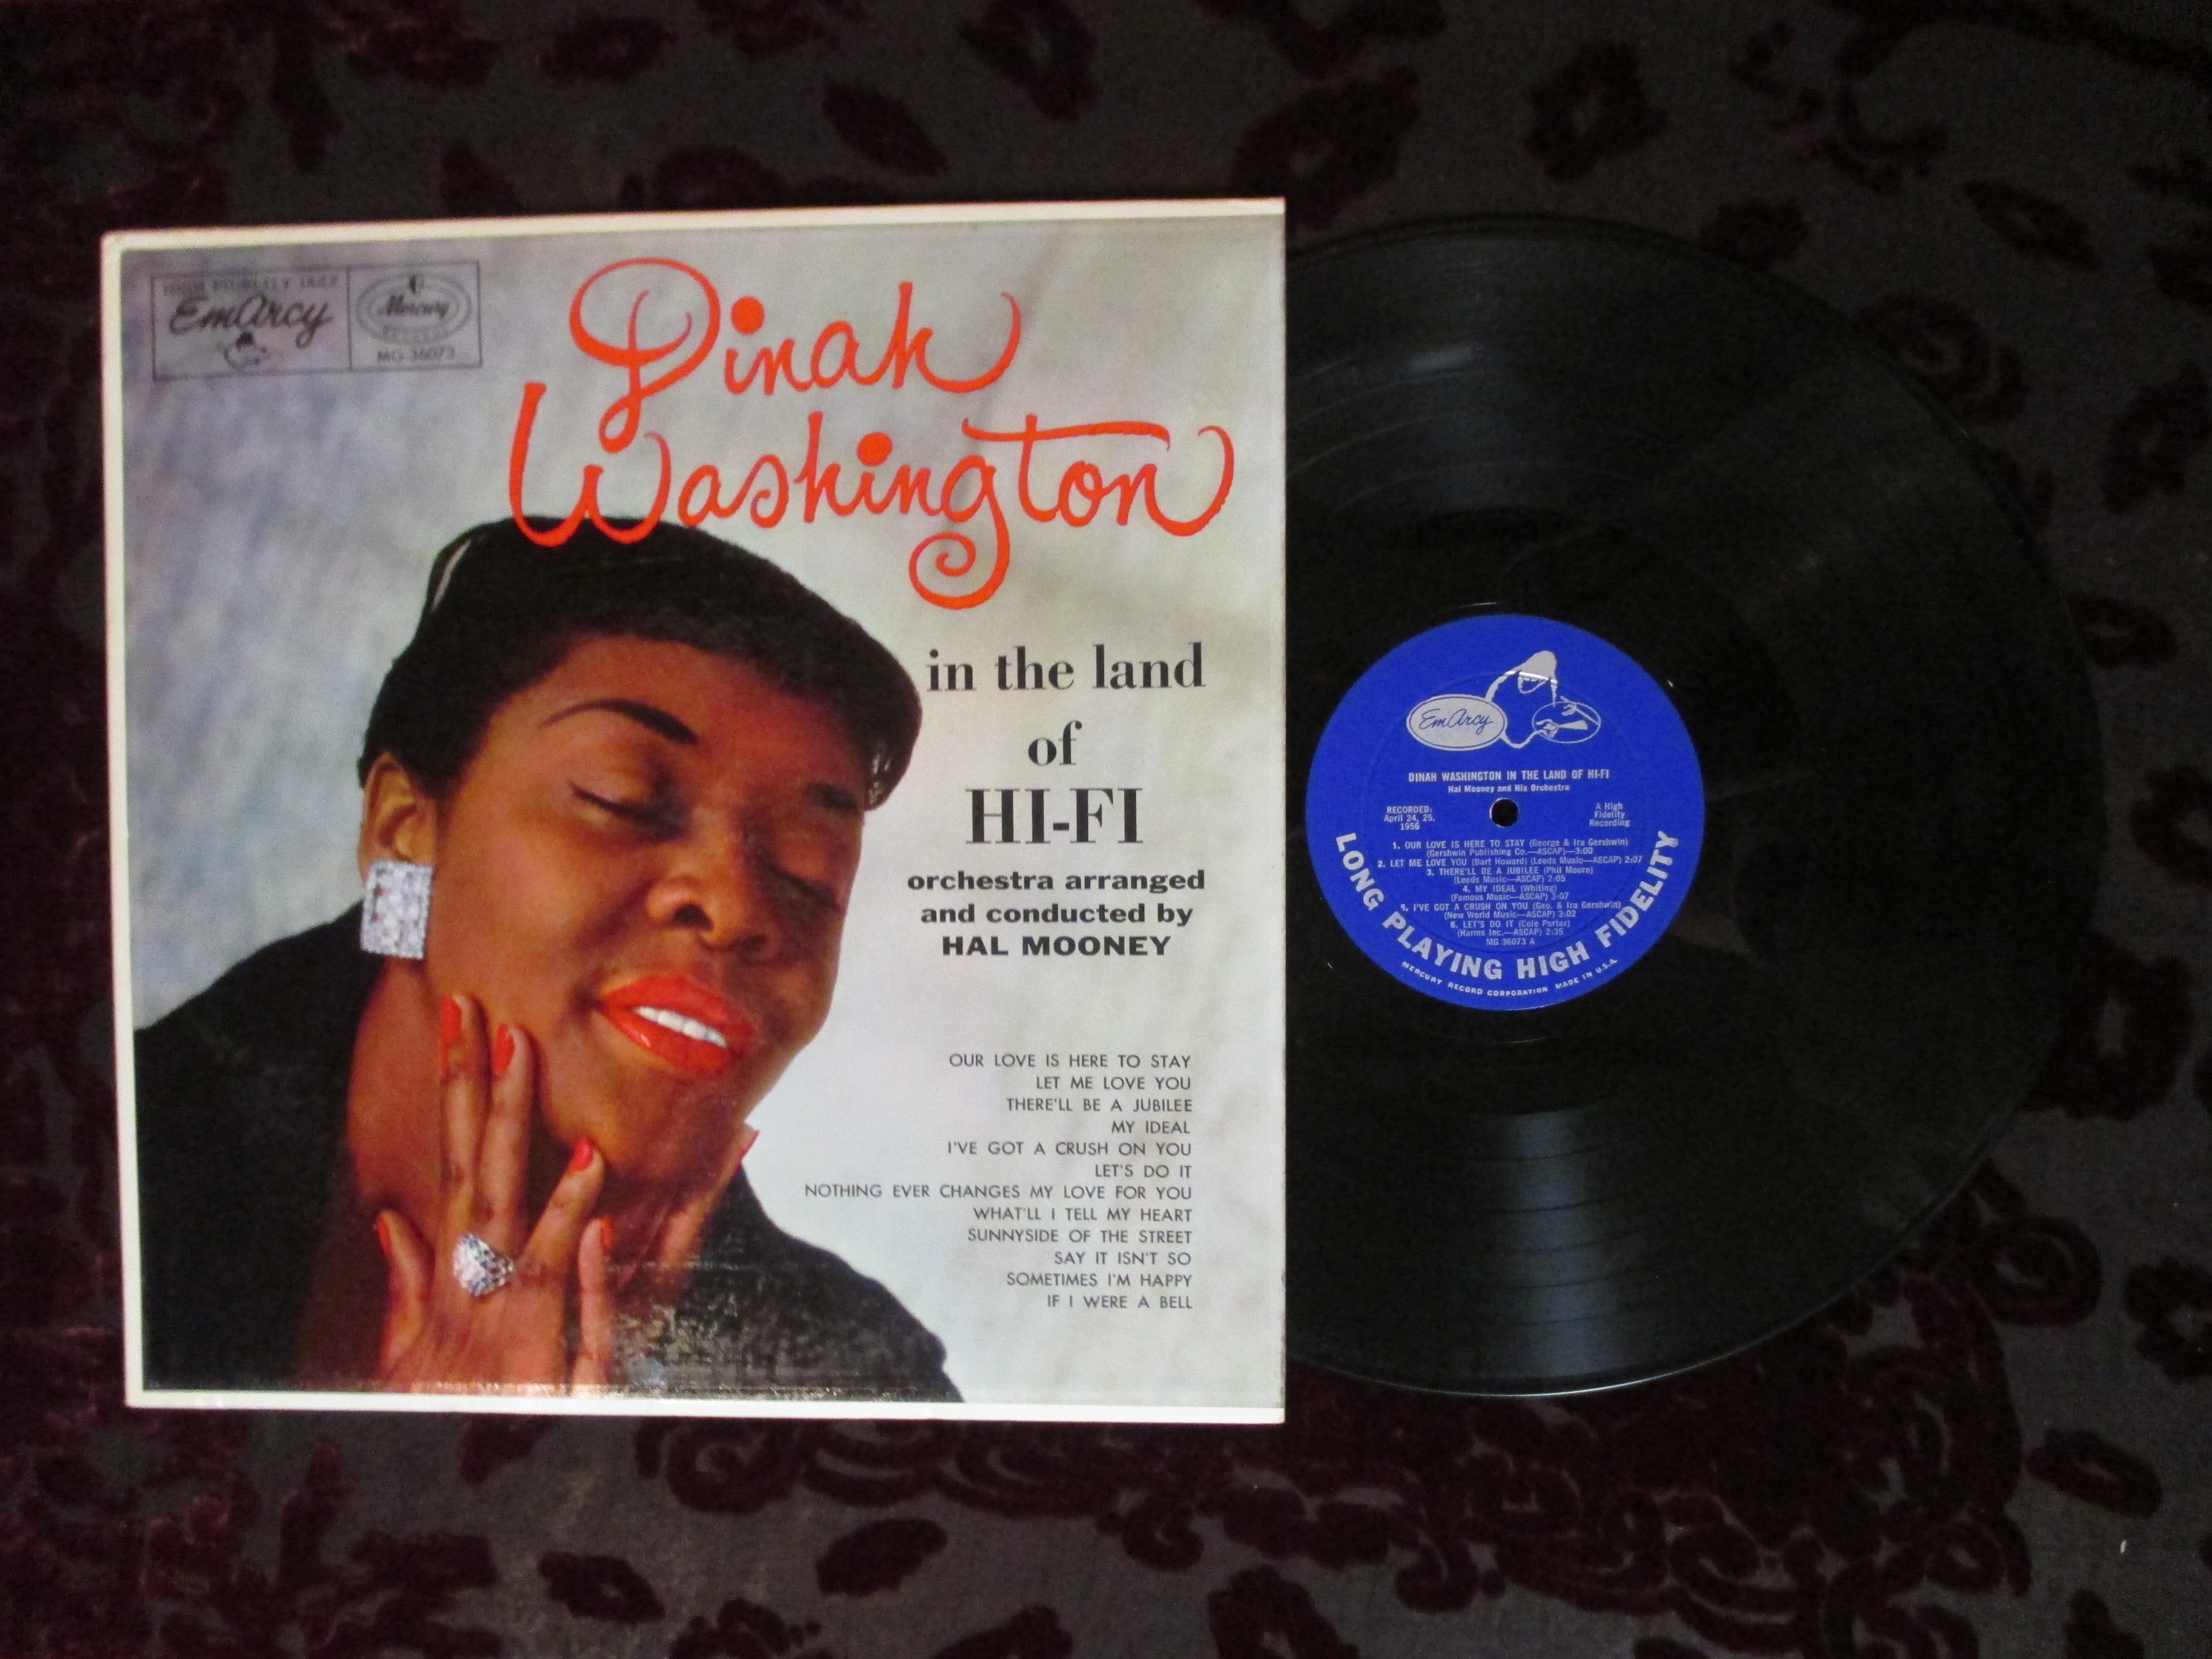 HIGH FIDELITY JAZZ
EmArcy
Mercury
RECORDS
MG-36073
Dinah
Washington
in the land
of
HI-FI
orchestra arranged
and conducted by
HAL MOONEY
OUR LOVE IS HERE TO STAY
LET ME LOVE YOU
THERE'LL BE A JUBILEE
MY IDEAL
I'VE GOT A CRUSH ON YOU
LET'S DO IT
NOTHING EVER CHANGES MY LOVE FOR YOU
WHAT'LL I TELL MY HEART
SUNNYSIDE OF THE STREET
SAY IT ISN'T SO
SOMETIMES I'M HAPPY
IF I WERE A BELL
EmArcy
DINAH WASHINGTON IN THE LAND OF HI-FI
Hal Mooney and His Orchestra
RECORDED:
April 24, 25,
1956
A High
Fidelity
Recording
1. OUR LOVE IS HERE TO STAY (George & Ira Gershwin)
(Gershwin Publishing Co.—ASCAP)—3:00
2. LET ME LOVE YOU (Bart Howard) (Leeds Music—ASCAP) 2:07
3. THERE'LL BE A JUBILEE (Phil Moore)
(Leeds Music—ASCAP) 2:05
4. MY IDEAL (Whiting)
(Famous Music—ASCAP) 3:07
5. I'VE GOT A CRUSH ON YOU (Geo. & Ira Gershwin)
(New World Music—ASCAP) 3:02
6. LET'S DO IT (Cole Porter)
(Harms Inc.—ASCAP) 2:35
MG 36073 A
LONG PLAYING HIGH FIDELITY
MERCURY RECORD CORPORATION MADE IN U.S.A.